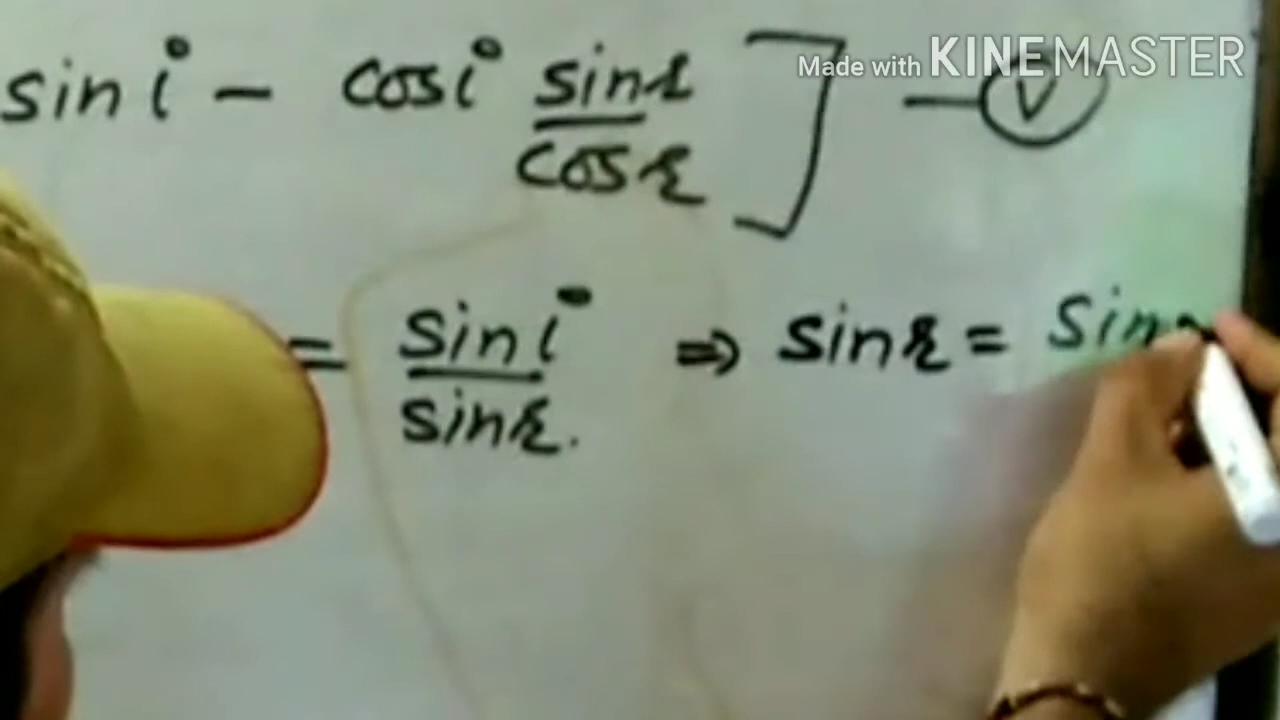 Made with KINEMASTER
sin i - cos i sin r / cos r ] - V
= sin i / sin r. ⇒ sin r = sin